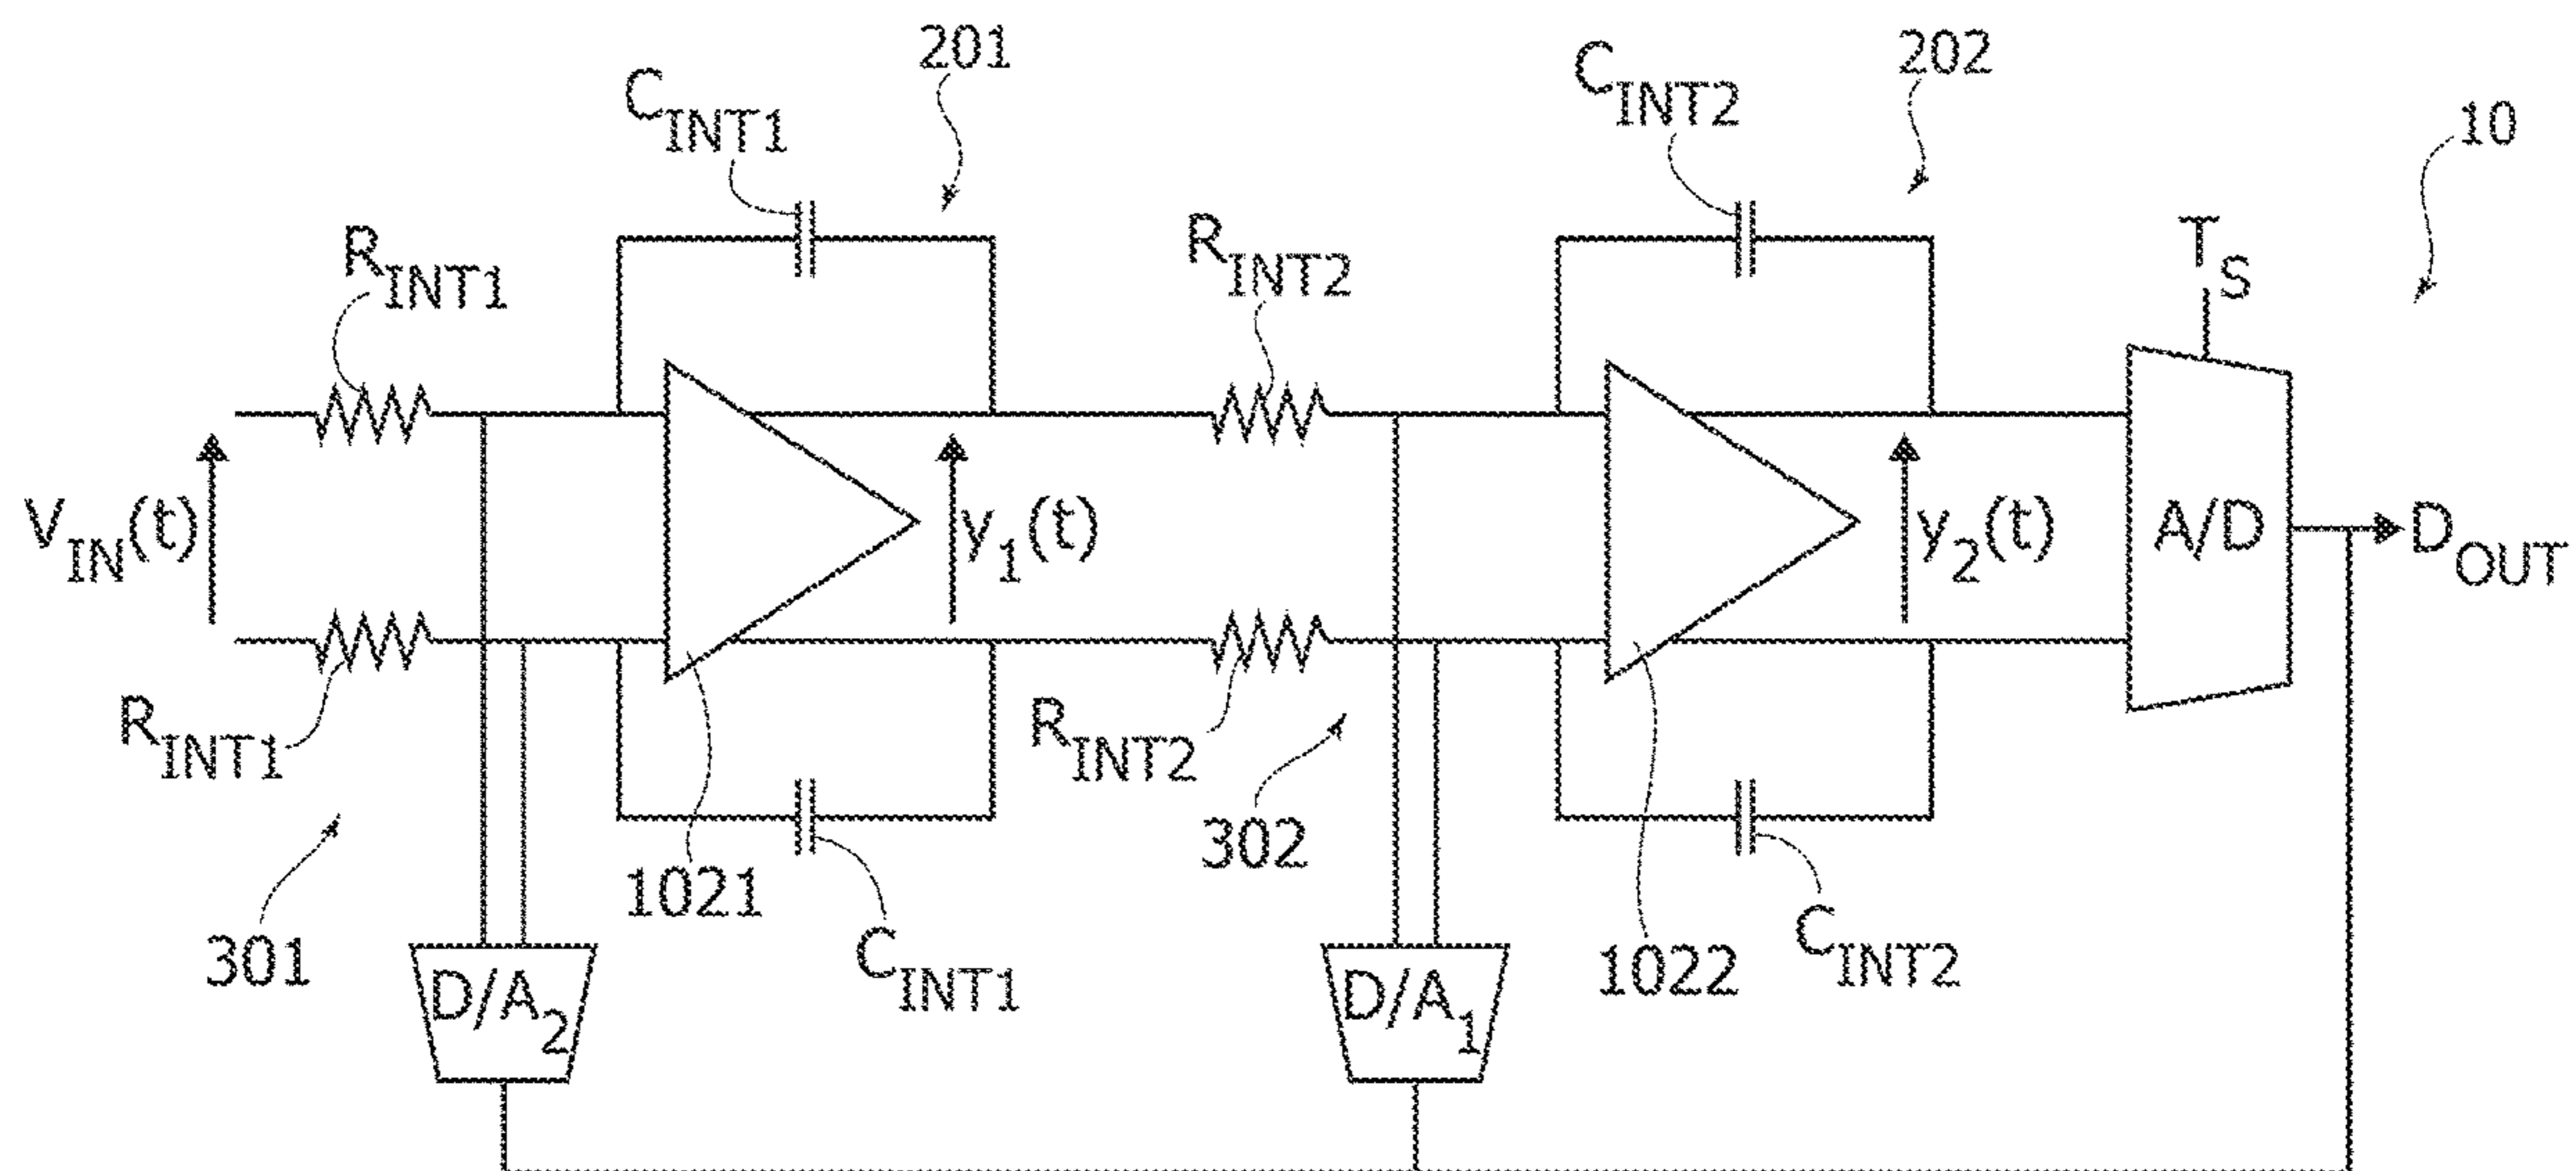 201
202
10
C_INT1
C_INT2
T_S
R_INT1
R_INT2
V_IN(t)
y_1(t)
y_2(t)
A/D
D_OUT
R_INT1
R_INT2
302
301
1021
C_INT1
1022
C_INT2
D/A_2
D/A_1